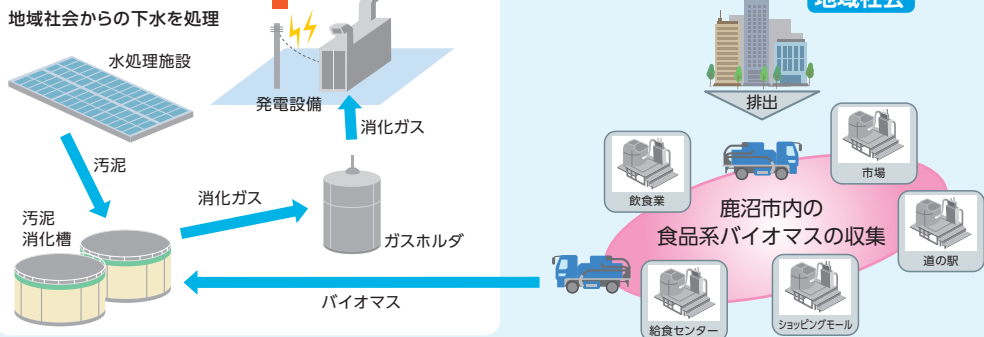 地域社会からの下水を処理
水処理施設
発電設備
消化ガス
汚泥
消化ガス
汚泥
消化槽
ガスホルダ
バイオマス
地域社会
排出
飲食業
市場
鹿沼市内の
食品系バイオマスの収集
道の駅
給食センター
ショッピングモール